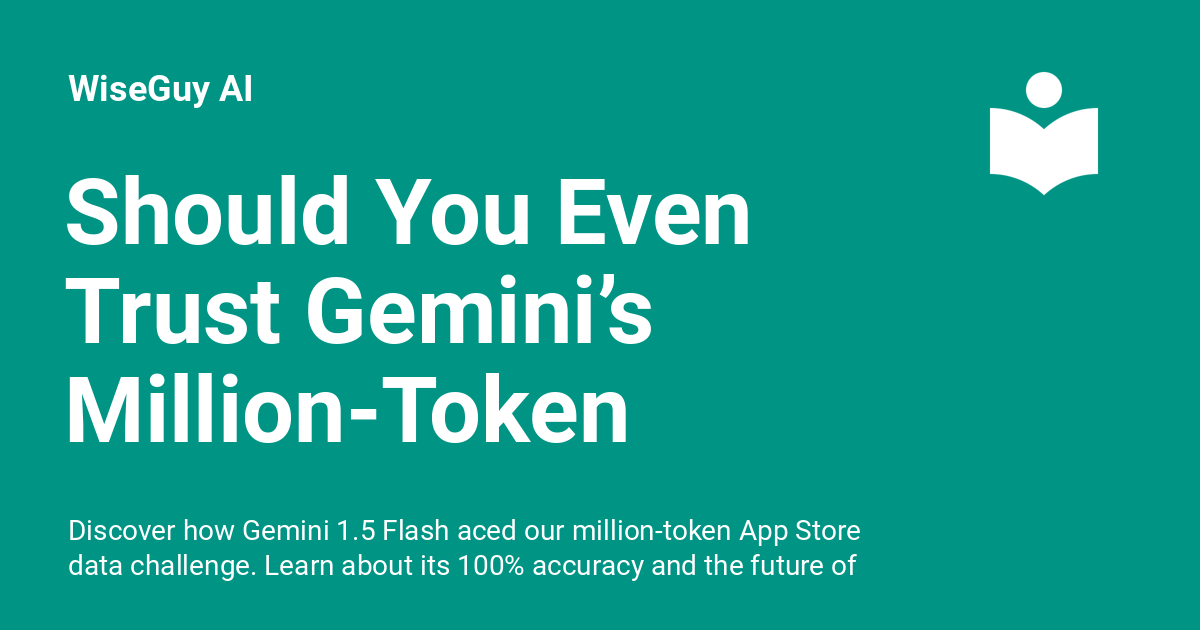 WiseGuy AI
Should You Even
Trust Gemini’s
Million-Token
Discover how Gemini 1.5 Flash aced our million-token App Store
data challenge. Learn about its 100% accuracy and the future of